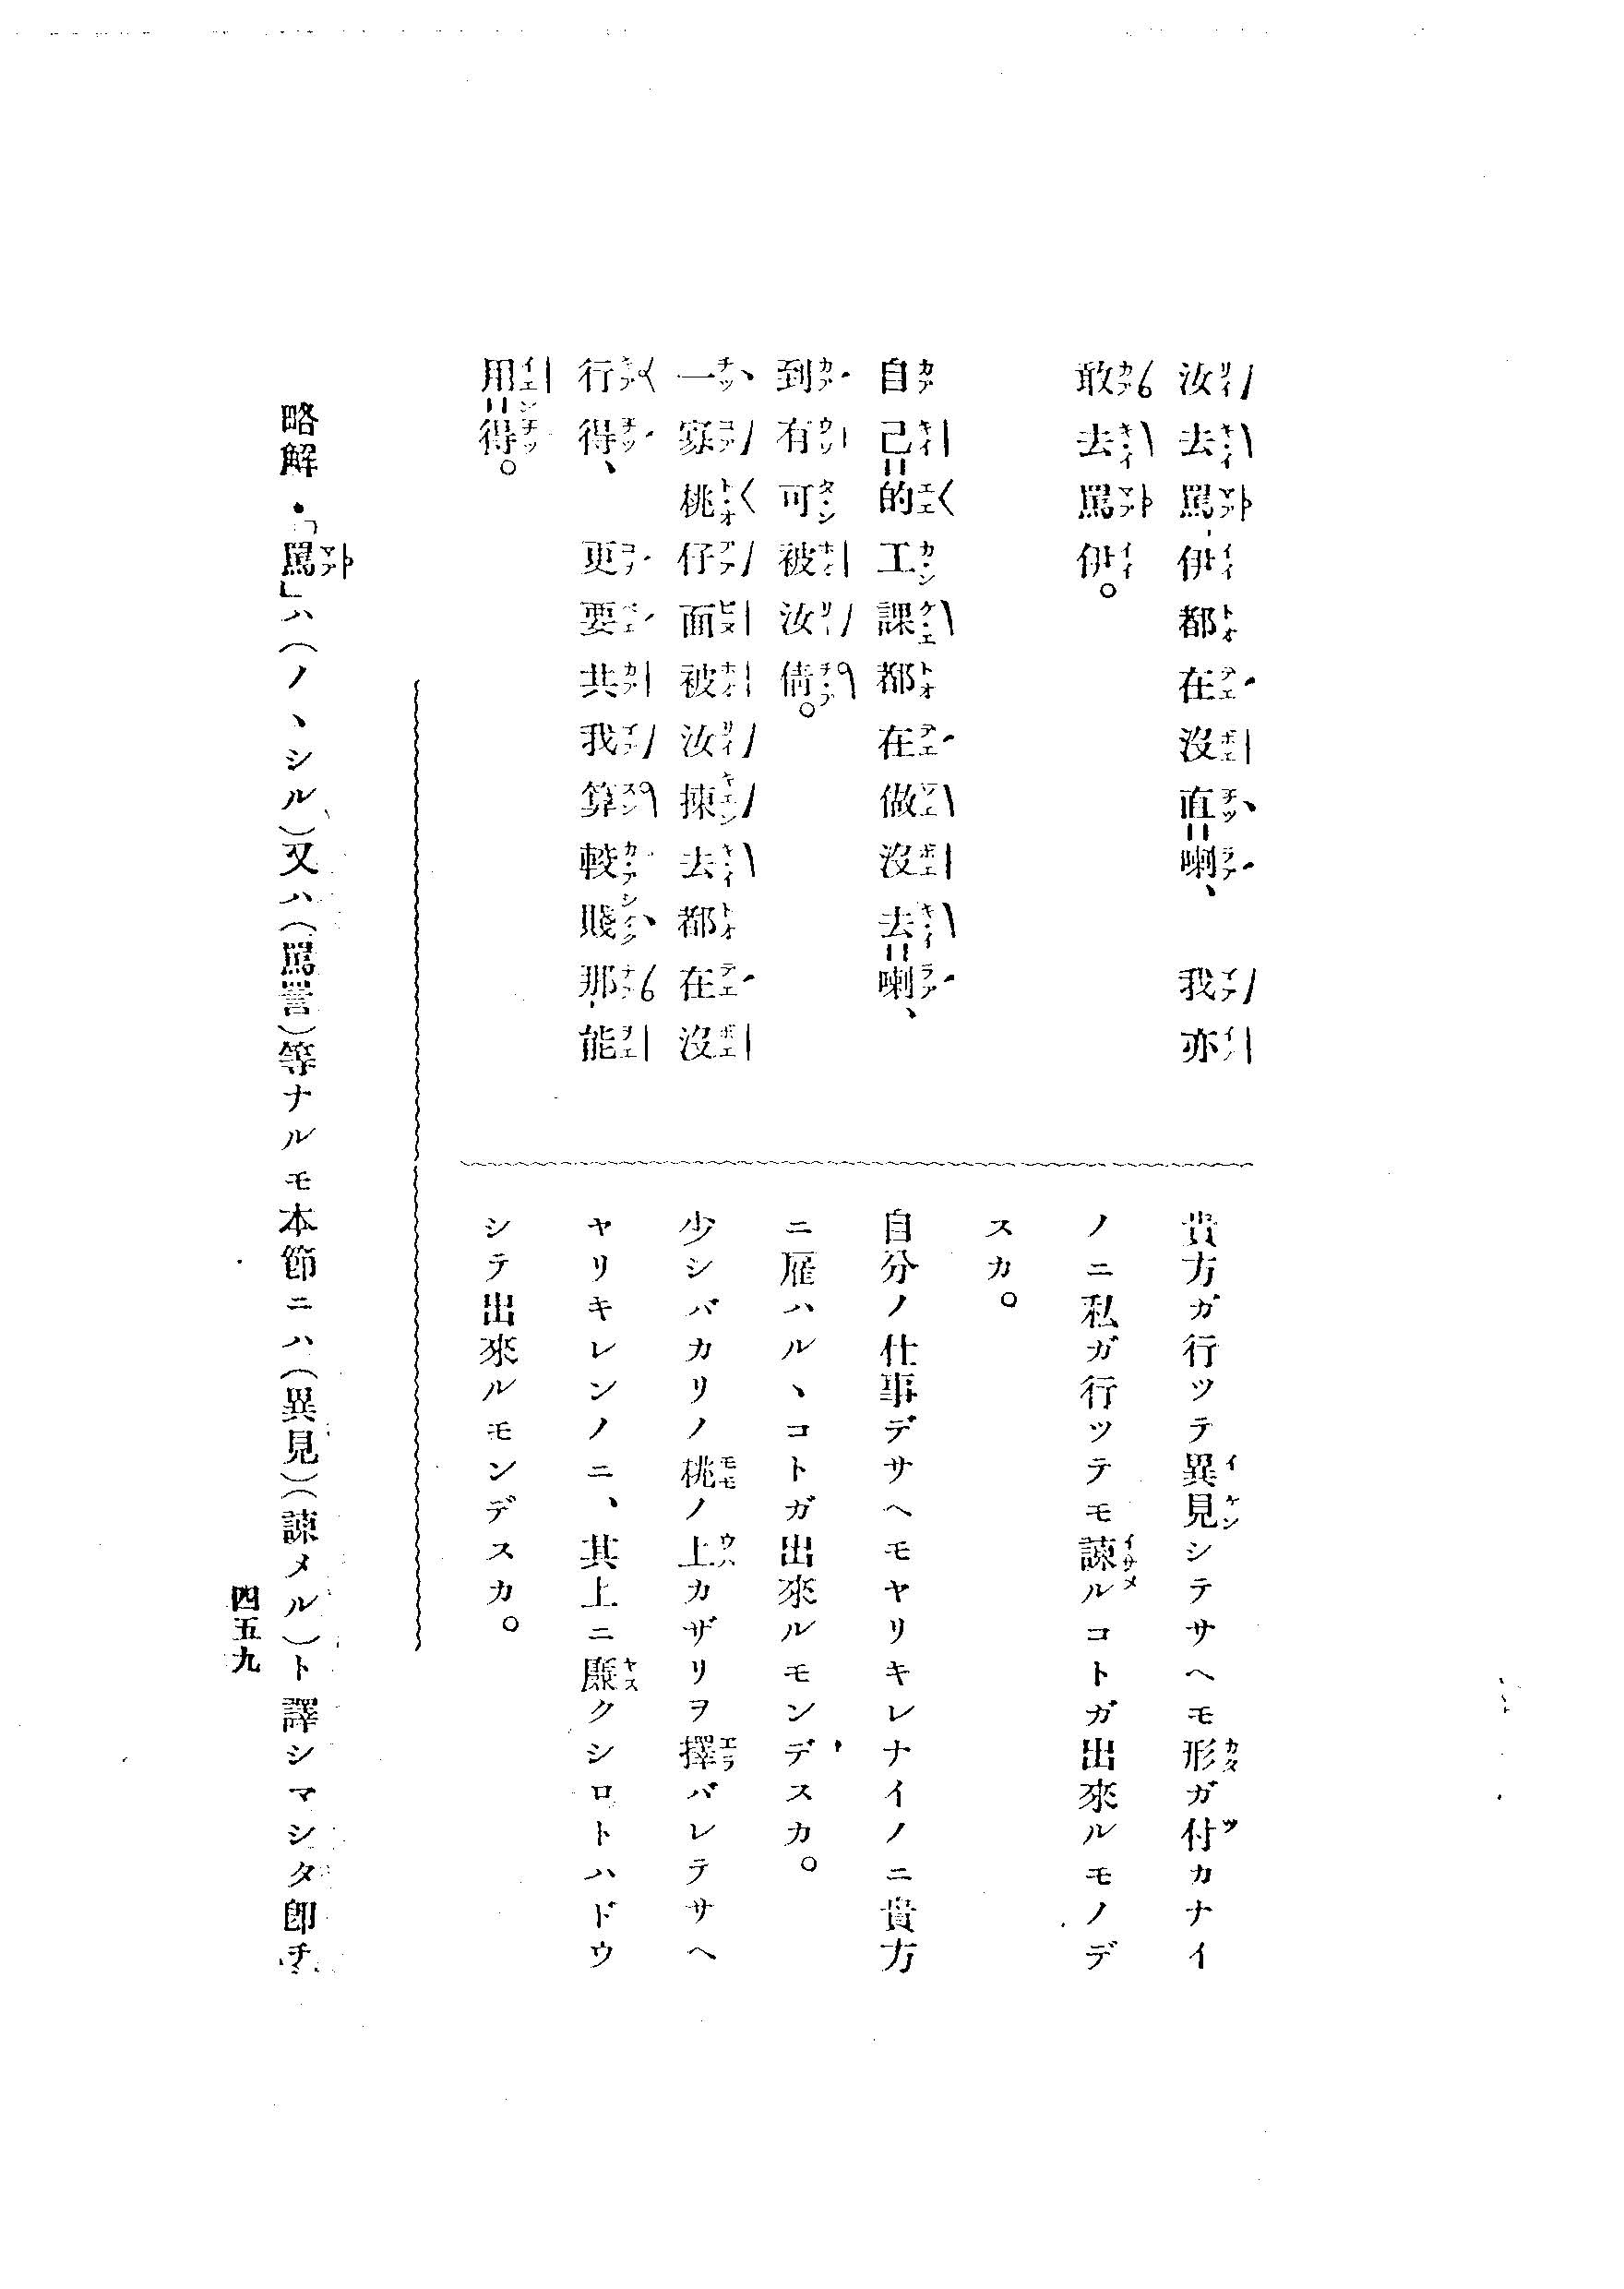 汝去罵伊都在沒直喇、我亦
敢去罵伊。
自己的工課都在做沒去喇、
到有可被汝倩。
一家桃仔面被汝揀去都在沒
行得、更要共我算較賤那能
用得。
貴方ガ行ツテ異見シテサヘモ形ガ付カナイ
ノニ私ガ行ッテモ諫ルコトガ出來ルモノデ
スカ。
自分ノ仕事デサヘモヤリキレナイノニ貴方
ニ雇ハルヽコトガ出來ルモンデスカ。
少シバカリノ桃ノ上カザリヲ擇バレテサヘ
ヤリキレンノニ、其上ニ廉クシロトハドウ
シテ出來ルモンデスカ。
略解・「罵」ハ(ノヽシル)又ハ(罵詈)等ナルモ本節ニハ(異見)(諫メル)ト譯シマシタ卽チ
四五九